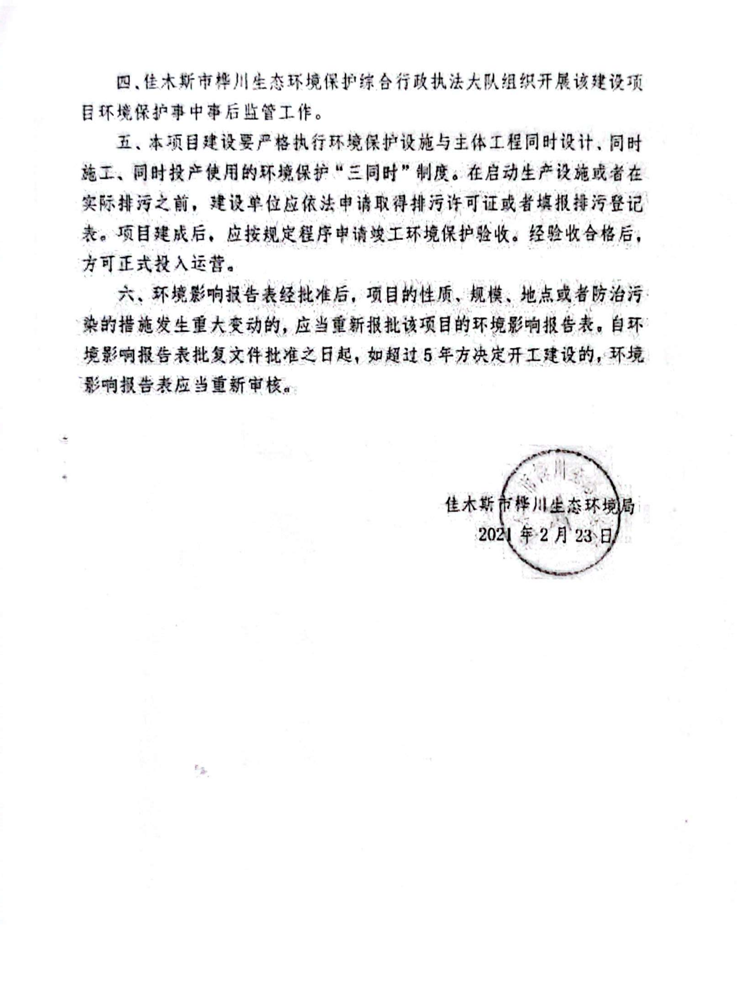 四、佳木斯市桦川生态环境保护综合行政执法大队组织开展该建设项
目环境保护事中事后监管工作。
五、本项目建设要严格执行环境保护设施与主体工程同时设计、同时
施工、同时投产使用的环境保护“三同时”制度。在启动生产设施或者在
实际排污之前，建设单位应依法申请取得排污许可证或者填报排污登记
表。项目建成后，应按规定程序申请竣工环境保护验收。经验收合格后，
方可正式投入运营。
六、环境影响报告表经批准后，项目的性质、规模、地点或者防治污
染的措施发生重大变动的，应当重新报批该项目的环境影响报告表。自环
境影响报告表批复文件批准之日起，如超过5年方决定开工建设的，环境
影响报告表应当重新审核。
佳木斯市桦川生态环境局
2021年2月23日